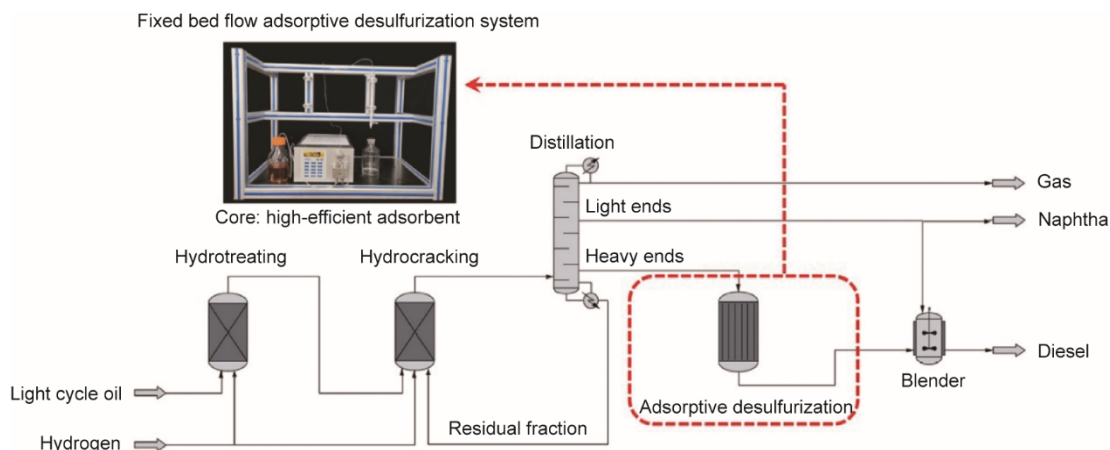 Fixed bed flow adsorptive desulfurization system
Core: high-efficient adsorbent
Distillation
Gas
Light ends
Naphtha
Hydrotreating
Hydrocracking
Heavy ends
Diesel
Blender
Light cycle oil
Adsorptive desulfurization
Residual fraction
Hydrogen